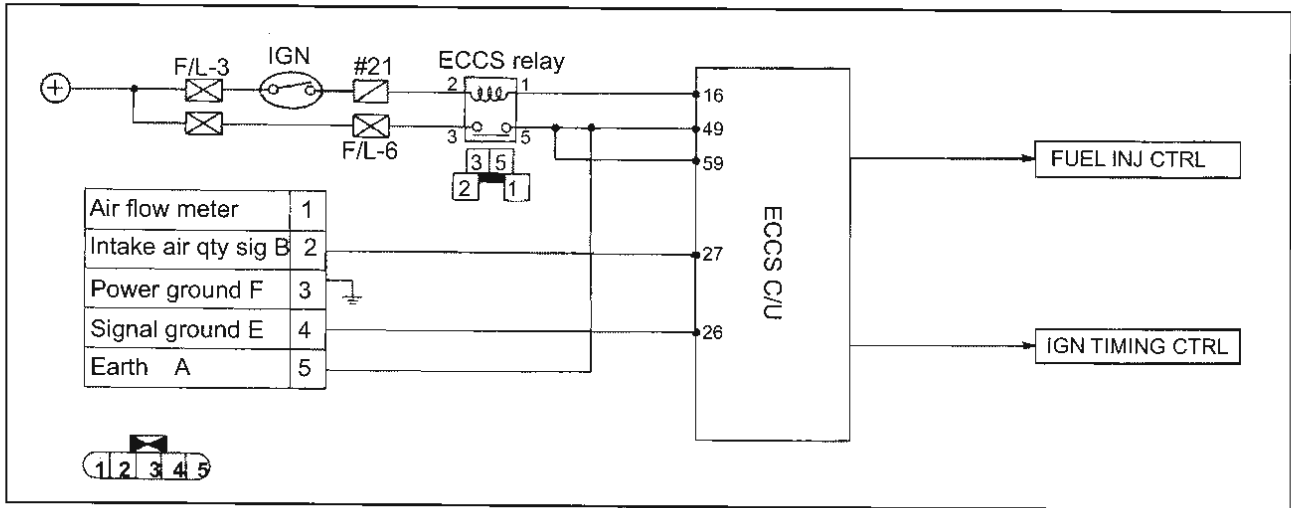 F/L-3
IGN
#21
ECCS relay
2
1
16
3
5
49
F/L-6
59
3 5
2 1
FUEL INJ CTRL
Air flow meter 1
Intake air qty sig B 2
27
Power ground F 3
Signal ground E 4
26
Earth A 5
ECCS C/U
IGN TIMING CTRL
1 2 3 4 5